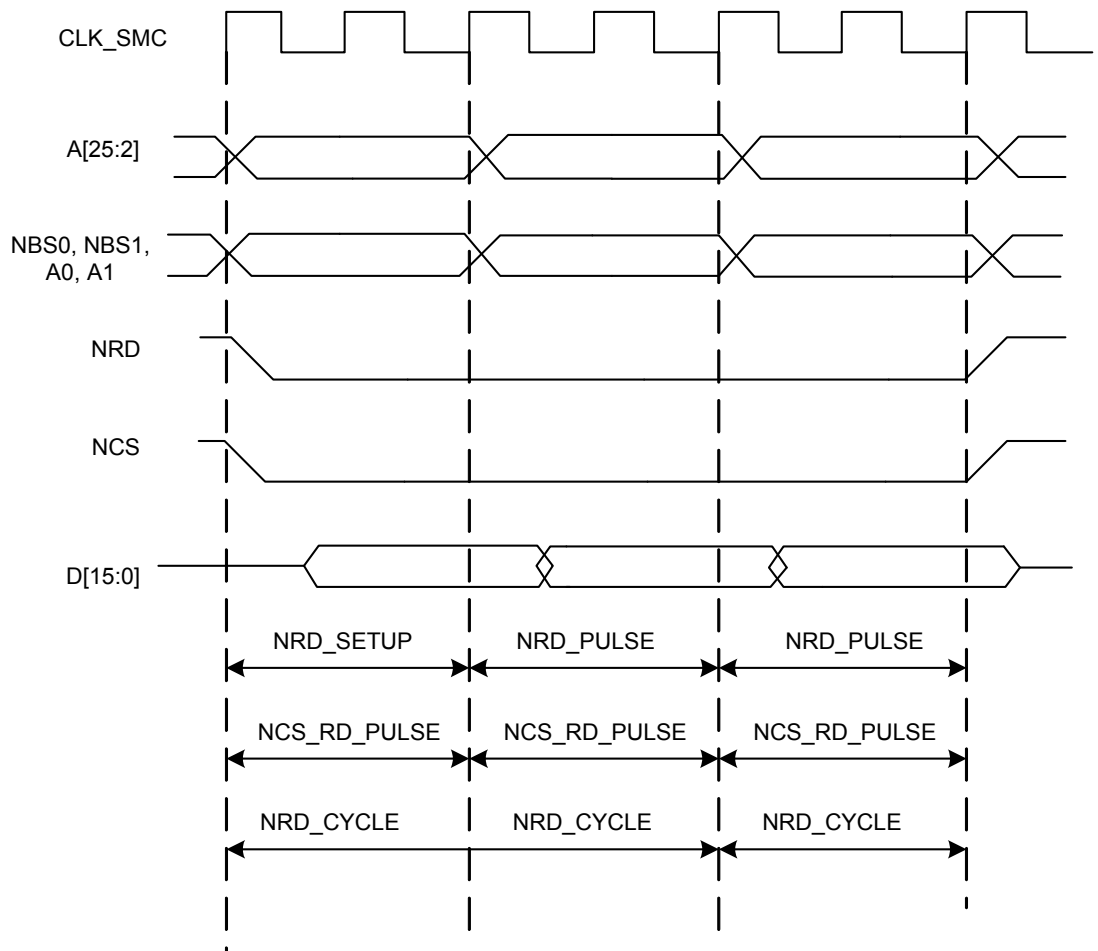 CLK_SMC
A[25:2]
NBS0, NBS1,
A0, A1
NRD
NCS
D[15:0]
NRD_SETUP NRD_PULSE NRD_PULSE
NCS_RD_PULSE NCS_RD_PULSE NCS_RD_PULSE
NRD_CYCLE NRD_CYCLE NRD_CYCLE